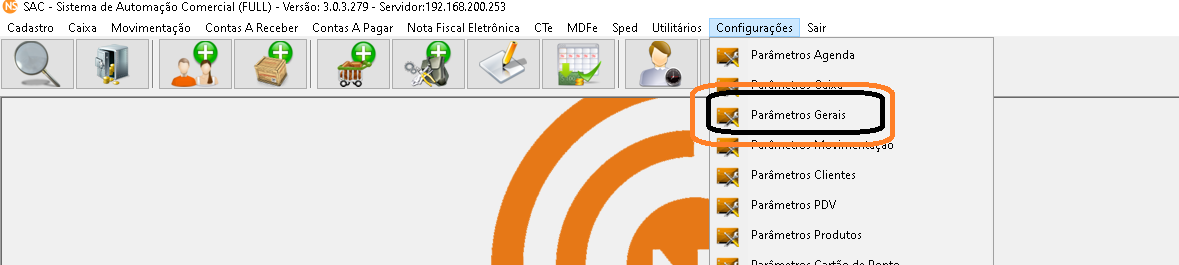 SAC - Sistema de Automação Comercial (FULL) - Versão: 3.0.3.279 - Servidor:192.168.200.253
Cadastro Caixa Movimentação Contas A Receber Contas A Pagar Nota Fiscal Eletrônica CTe MDFe Sped Utilitários Configurações Sair
Parâmetros Agenda
Parâmetros Caixa
Parâmetros Gerais
Parâmetros Movimentação
Parâmetros Clientes
Parâmetros PDV
Parâmetros Produtos
Parâmetros Cartão de Ponto